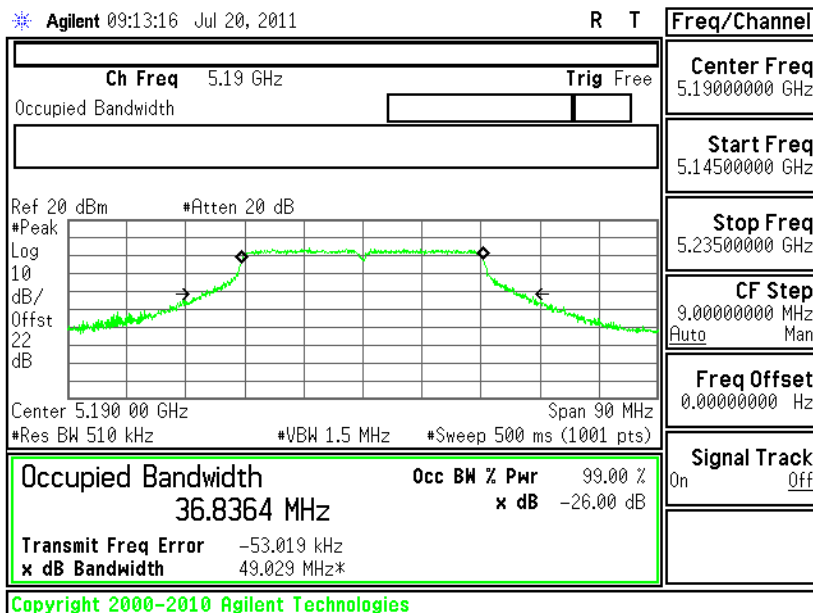 Agilent 09:13:16 Jul 20, 2011 R T
Ch Freq 5.19 GHz Trig Free
Occupied Bandwidth
Ref 20 dBm #Atten 20 dB
#Peak
Log
10
dB/
Offst
22
dB
Center 5.190 00 GHz Span 90 MHz
#Res BW 510 kHz #VBW 1.5 MHz #Sweep 500 ms (1001 pts)
Occupied Bandwidth Occ BW % Pwr 99.00 %
36.8364 MHz x dB -26.00 dB
Transmit Freq Error -53.019 kHz
x dB Bandwidth 49.029 MHz*
Copyright 2000-2010 Agilent Technologies
Freq/Channel
Center Freq
5.19000000 GHz
Start Freq
5.14500000 GHz
Stop Freq
5.23500000 GHz
CF Step
9.00000000 MHz
Auto Man
Freq Offset
0.00000000 Hz
Signal Track
On Off